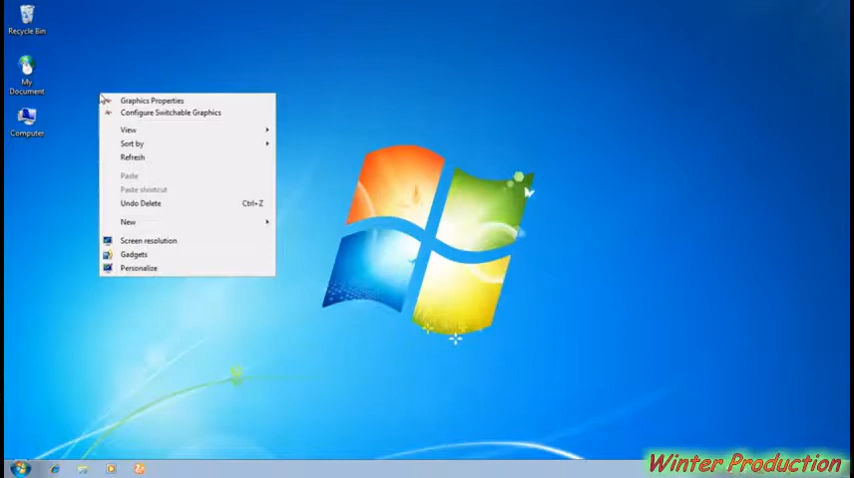 Recycle Bin
My
Document
Computer
Graphics Properties
Configure Switchable Graphics
View
Sort by
Refresh
Paste
Paste shortcut
Undo Delete Ctrl+Z
New
Screen resolution
Gadgets
Personalize
Winter Production